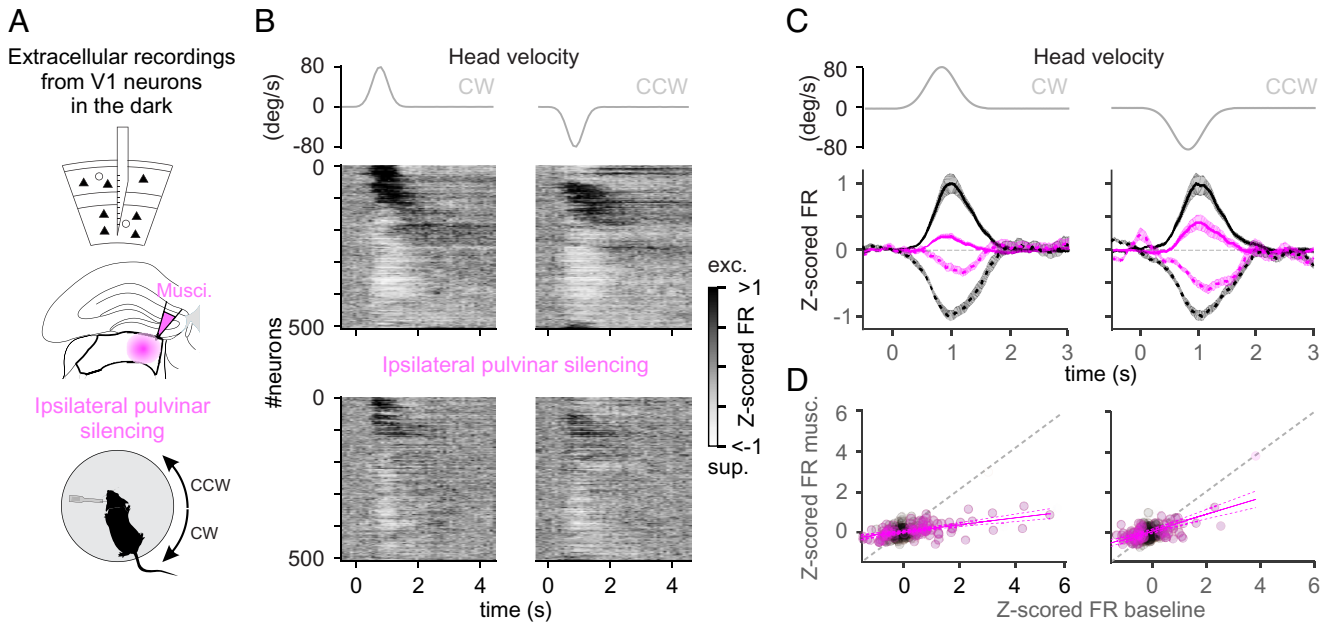 A
Extracellular recordings
from V1 neurons
in the dark
Musci.
Ipsilateral pulvinar
silencing
CCW
CW
B
Head velocity
(deg/s)
80
0
-80
CW
CCW
#neurons
0
500
exc.
>1
Z-scored FR
<-1
sup.
Ipsilateral pulvinar silencing
0
500
0 2 4
0 2 4
time (s)
C
Head velocity
(deg/s)
80
0
-80
CW
CCW
Z-scored FR
1
0
-1
0 1 2 3
0 1 2 3
time (s)
D
Z-scored FR musc.
6
4
2
0
0 2 4 6
0 2 4 6
Z-scored FR baseline